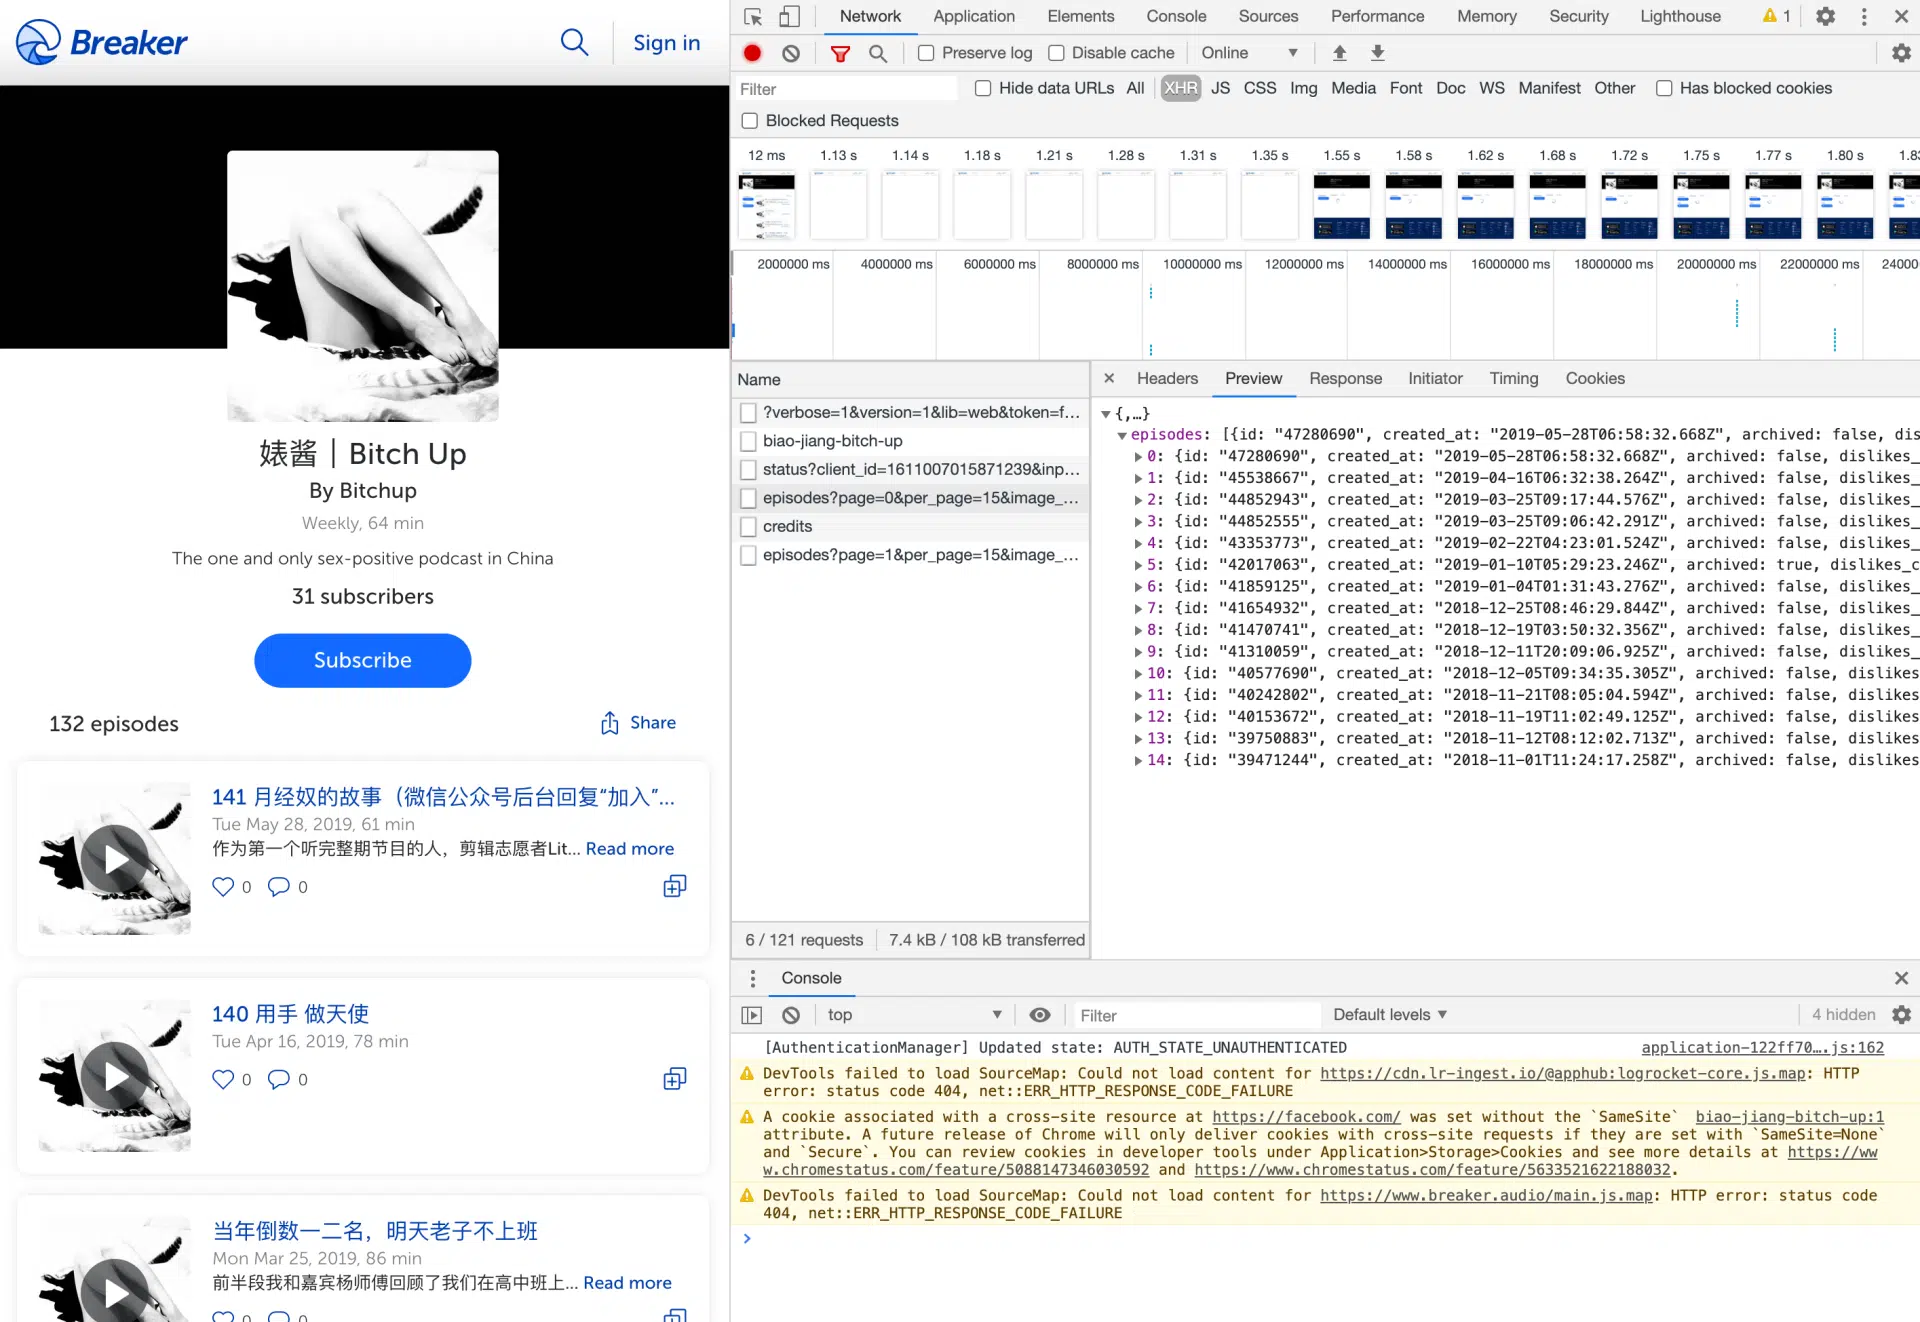 Breaker
Sign in
婊酱｜Bitch Up
By Bitchup
Weekly, 64 min
The one and only sex-positive podcast in China
31 subscribers
Subscribe
132 episodes
Share
141 月经奴的故事（微信公众号后台回复“加入”...
Tue May 28, 2019, 61 min
作为第一个听完整期节目的人，剪辑志愿者Lit... Read more
0 0
140 用手 做天使
Tue Apr 16, 2019, 78 min
0 0
当年倒数一二名，明天老子不上班
Mon Mar 25, 2019, 86 min
前半段我和嘉宾杨师傅回顾了我们在高中班上... Read more
0 0
Network Application Elements Console Sources Performance Memory Security Lighthouse 1
Preserve log Disable cache Online
Filter Hide data URLs All XHR JS CSS Img Media Font Doc WS Manifest Other Has blocked cookies
Blocked Requests
12 ms 1.13 s 1.14 s 1.18 s 1.21 s 1.28 s 1.31 s 1.35 s 1.55 s 1.58 s 1.62 s 1.68 s 1.72 s 1.75 s 1.77 s 1.80 s
2000000 ms 4000000 ms 6000000 ms 8000000 ms 10000000 ms 12000000 ms 14000000 ms 16000000 ms 18000000 ms 20000000 ms 22000000 ms 24000
Name
?verbose=1&version=1&lib=web&token=f...
biao-jiang-bitch-up
status?client_id=1611007015871239&inp...
episodes?page=0&per_page=15&image_...
credits
episodes?page=1&per_page=15&image_...
6 / 121 requests 7.4 kB / 108 kB transferred
Headers Preview Response Initiator Timing Cookies
{,…}
episodes: [{id: "47280690", created_at: "2019-05-28T06:58:32.668Z", archived: false, dis
0: {id: "47280690", created_at: "2019-05-28T06:58:32.668Z", archived: false, dislikes_
1: {id: "45538667", created_at: "2019-04-16T06:32:38.264Z", archived: false, dislikes_
2: {id: "44852943", created_at: "2019-03-25T09:17:44.576Z", archived: false, dislikes_
3: {id: "44852555", created_at: "2019-03-25T09:06:42.291Z", archived: false, dislikes_
4: {id: "43353773", created_at: "2019-02-22T04:23:01.524Z", archived: false, dislikes_
5: {id: "42017063", created_at: "2019-01-10T05:29:23.246Z", archived: true, dislikes_c
6: {id: "41859125", created_at: "2019-01-04T01:31:43.276Z", archived: false, dislikes_
7: {id: "41654932", created_at: "2018-12-25T08:46:29.844Z", archived: false, dislikes_
8: {id: "41470741", created_at: "2018-12-19T03:50:32.356Z", archived: false, dislikes_
9: {id: "41310059", created_at: "2018-12-11T20:09:06.925Z", archived: false, dislikes_
10: {id: "40577690", created_at: "2018-12-05T09:34:35.305Z", archived: false, dislikes
11: {id: "40242802", created_at: "2018-11-21T08:05:04.594Z", archived: false, dislikes
12: {id: "40153672", created_at: "2018-11-19T11:02:49.125Z", archived: false, dislikes
13: {id: "39750883", created_at: "2018-11-12T08:12:02.713Z", archived: false, dislikes
14: {id: "39471244", created_at: "2018-11-01T11:24:17.258Z", archived: false, dislikes
Console
top Filter Default levels 4 hidden
[AuthenticationManager] Updated state: AUTH_STATE_UNAUTHENTICATED application-122ff70….js:162
DevTools failed to load SourceMap: Could not load content for https://cdn.lr-ingest.io/@apphub:logrocket-core.js.map: HTTP
error: status code 404, net::ERR_HTTP_RESPONSE_CODE_FAILURE
A cookie associated with a cross-site resource at https://facebook.com/ was set without the `SameSite` biao-jiang-bitch-up:1
attribute. A future release of Chrome will only deliver cookies with cross-site requests if they are set with `SameSite=None`
and `Secure`. You can review cookies in developer tools under Application>Storage>Cookies and see more details at https://ww
w.chromestatus.com/feature/5088147346030592 and https://www.chromestatus.com/feature/5633521622188032.
DevTools failed to load SourceMap: Could not load content for https://www.breaker.audio/main.js.map: HTTP error: status code
404, net::ERR_HTTP_RESPONSE_CODE_FAILURE